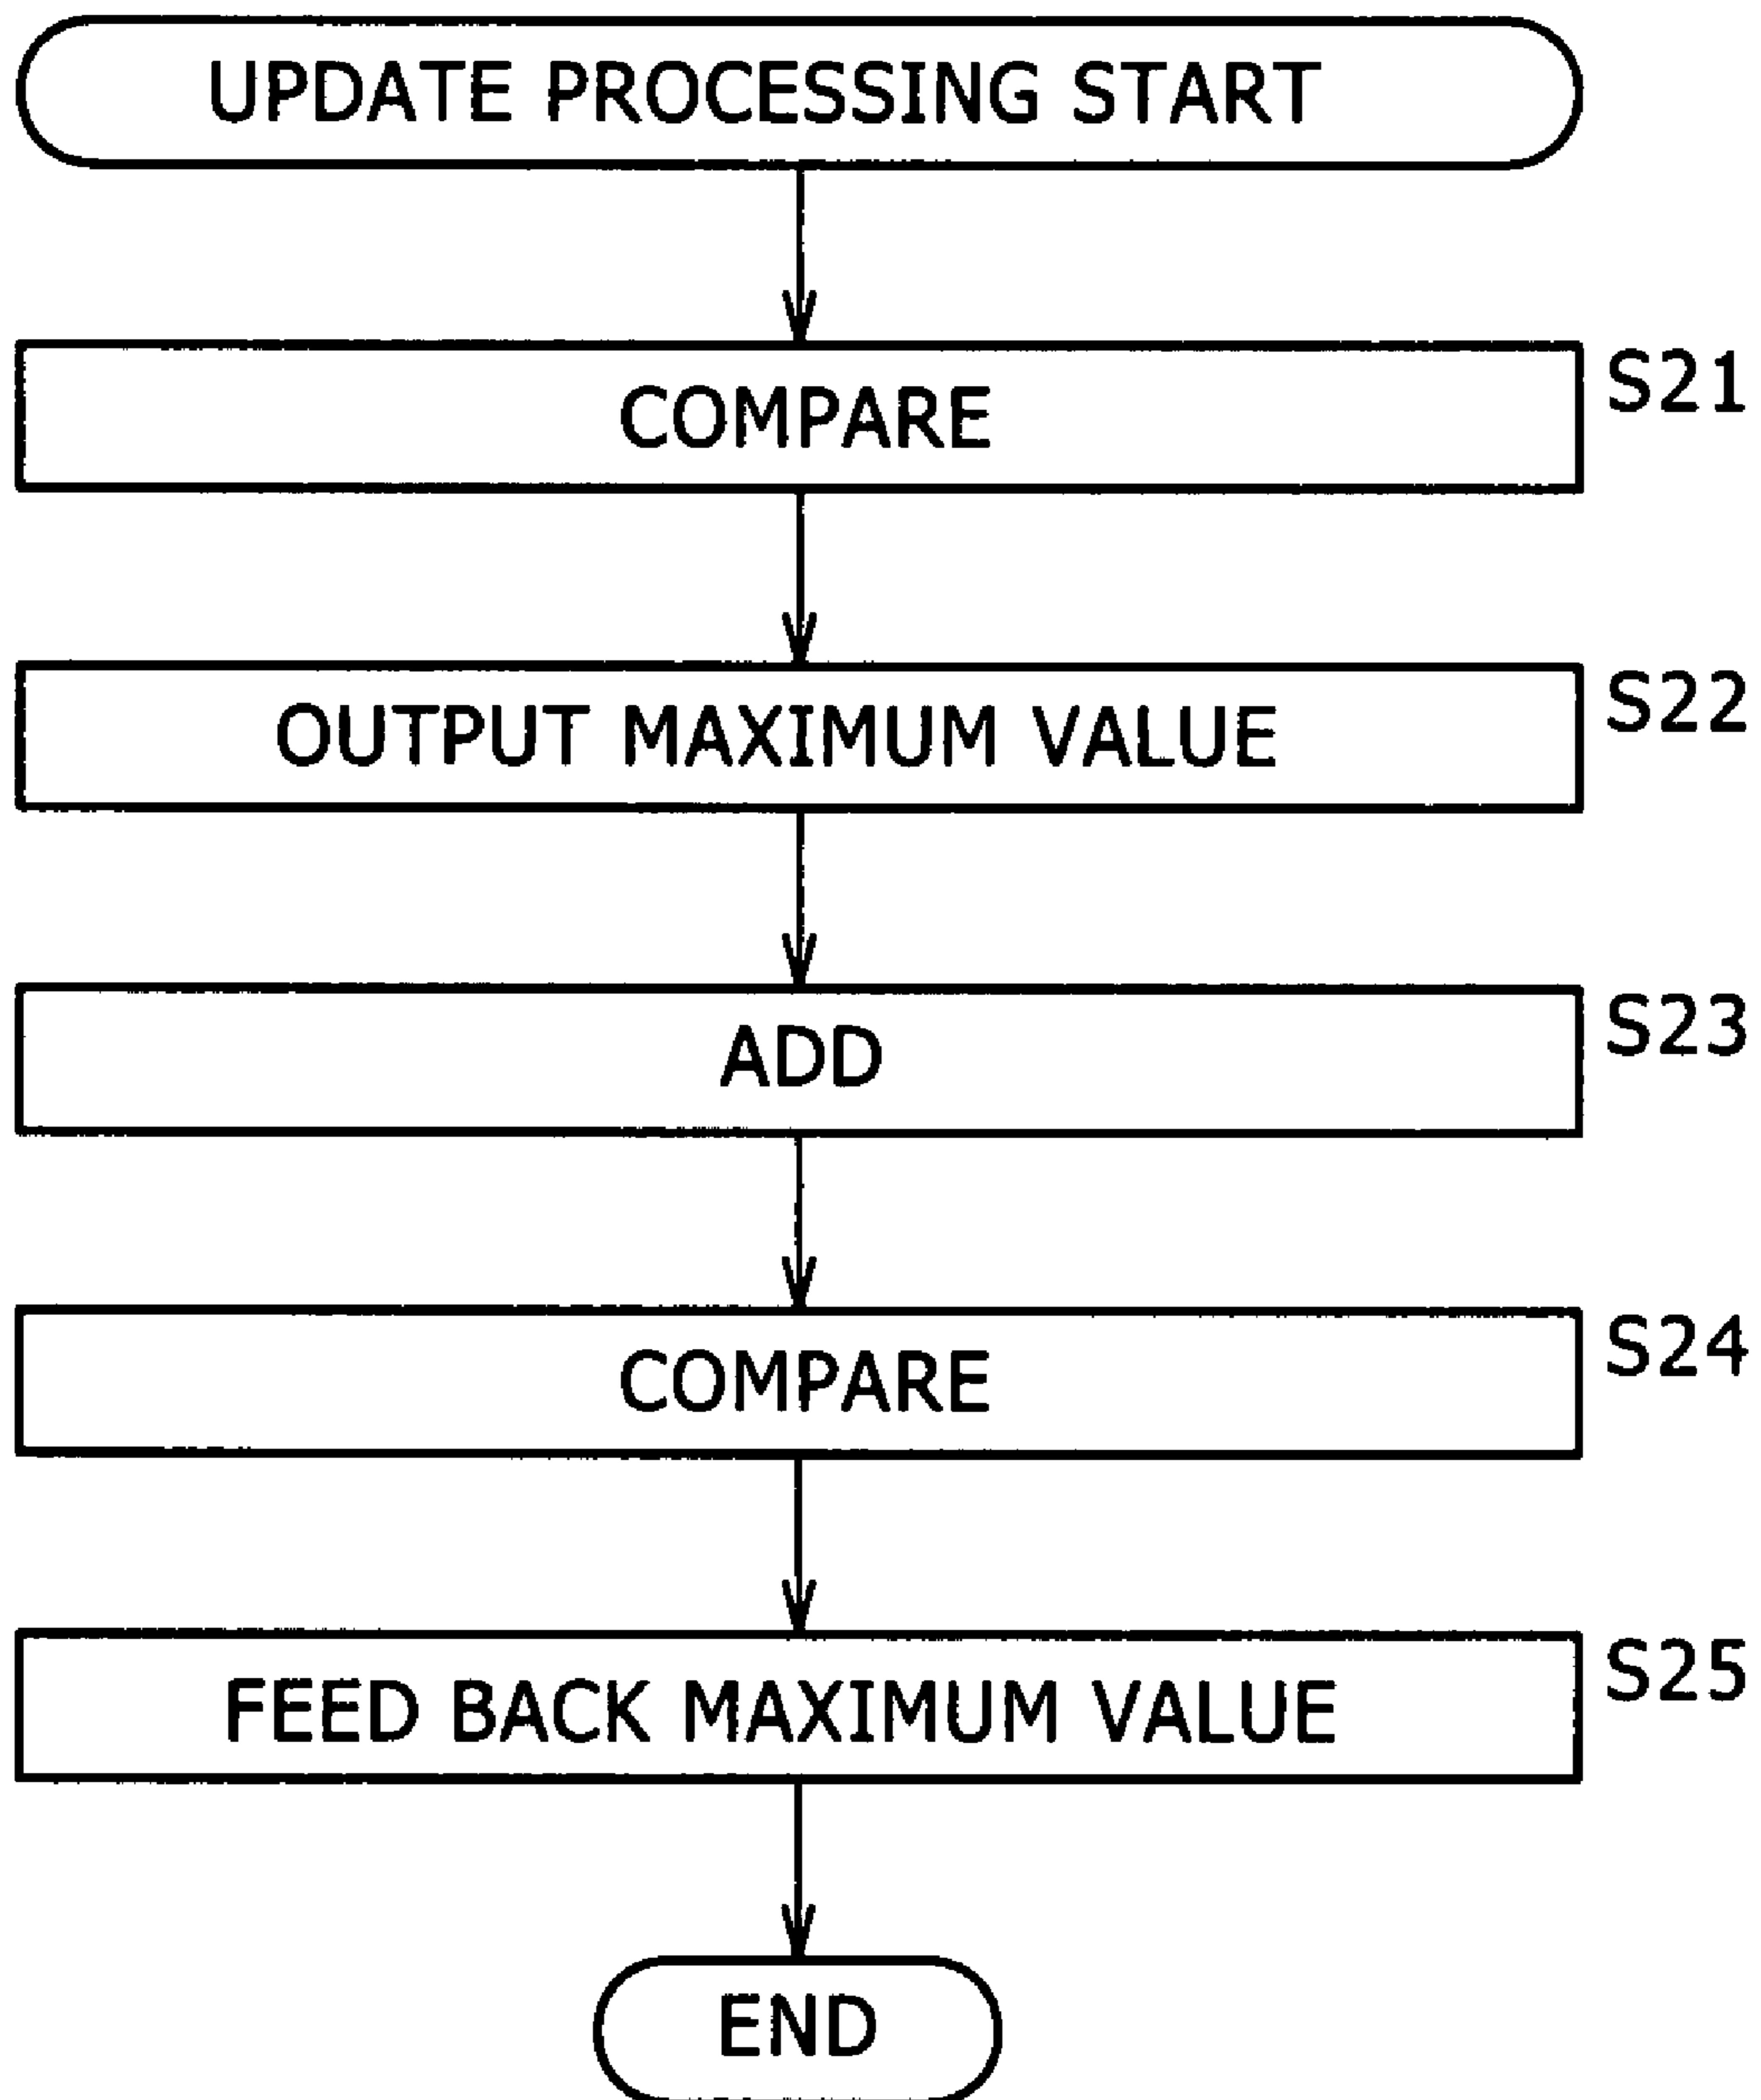 UPDATE PROCESSING START
COMPARE
S21
OUTPUT MAXIMUM VALUE
S22
ADD
S23
COMPARE
S24
FEED BACK MAXIMUM VALUE
S25
END